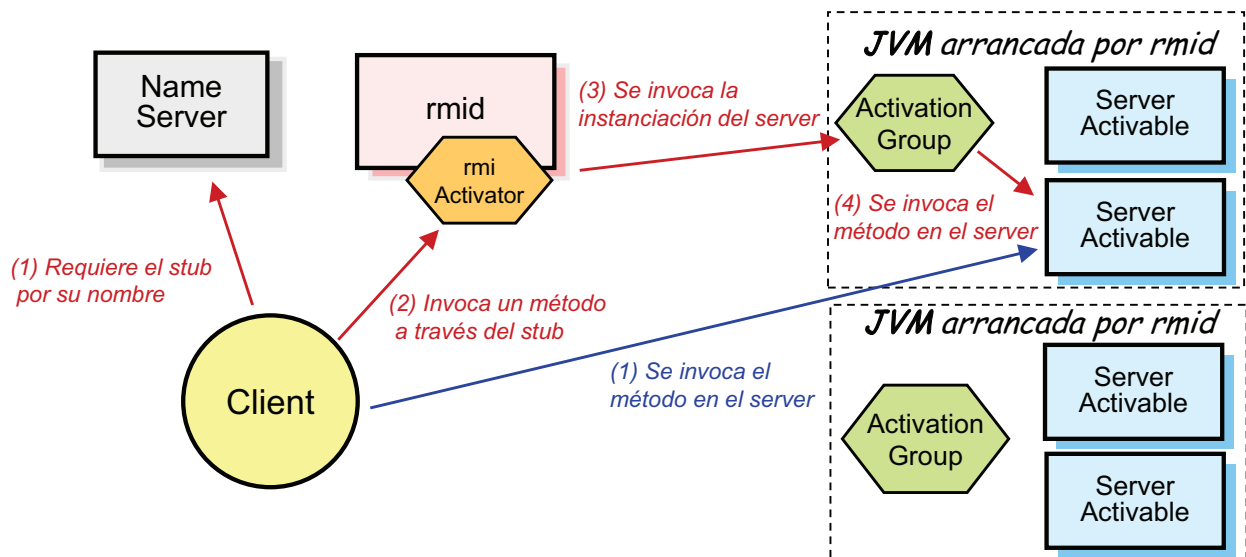 JVM arrancada por rmid
Name
Server
rmid
rmi
Activator
(3) Se invoca la
instanciación del server
Activation
Group
Server
Activable
(4) Se invoca el
método en el server
Server
Activable
(1) Requiere el stub
por su nombre
(2) Invoca un método
a través del stub
Client
(1) Se invoca el
método en el server
JVM arrancada por rmid
Activation
Group
Server
Activable
Server
Activable